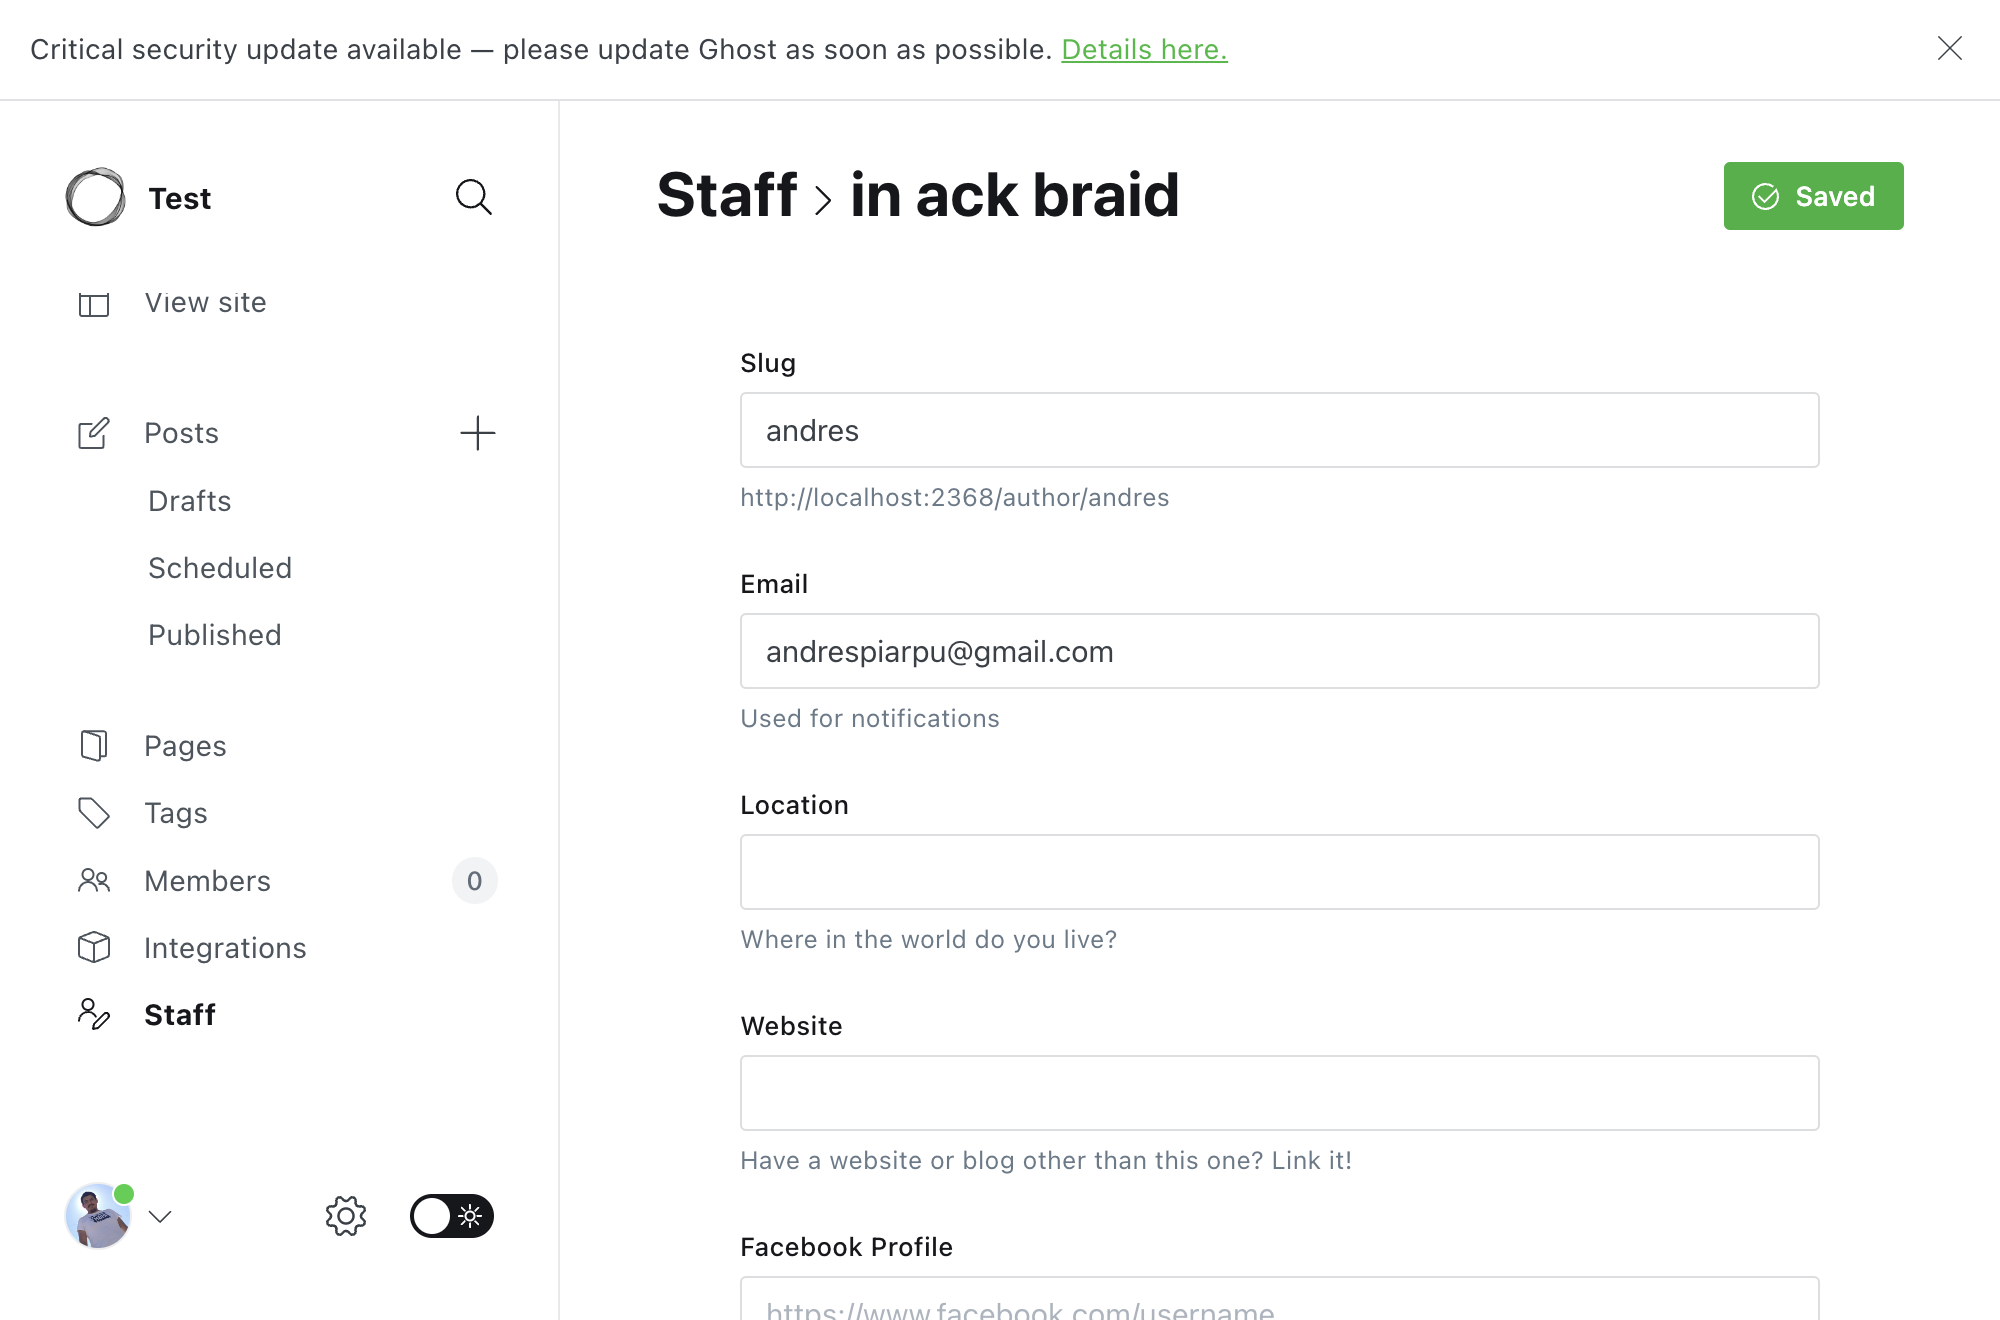 Critical security update available — please update Ghost as soon as possible. Details here.
Test
View site
Posts
Drafts
Scheduled
Published
Pages
Tags
Members 0
Integrations
Staff
Staff › in ack braid
Saved
Slug
andres
http://localhost:2368/author/andres
Email
andrespiarpu@gmail.com
Used for notifications
Location
Where in the world do you live?
Website
Have a website or blog other than this one? Link it!
Facebook Profile
https://www.facebook.com/username